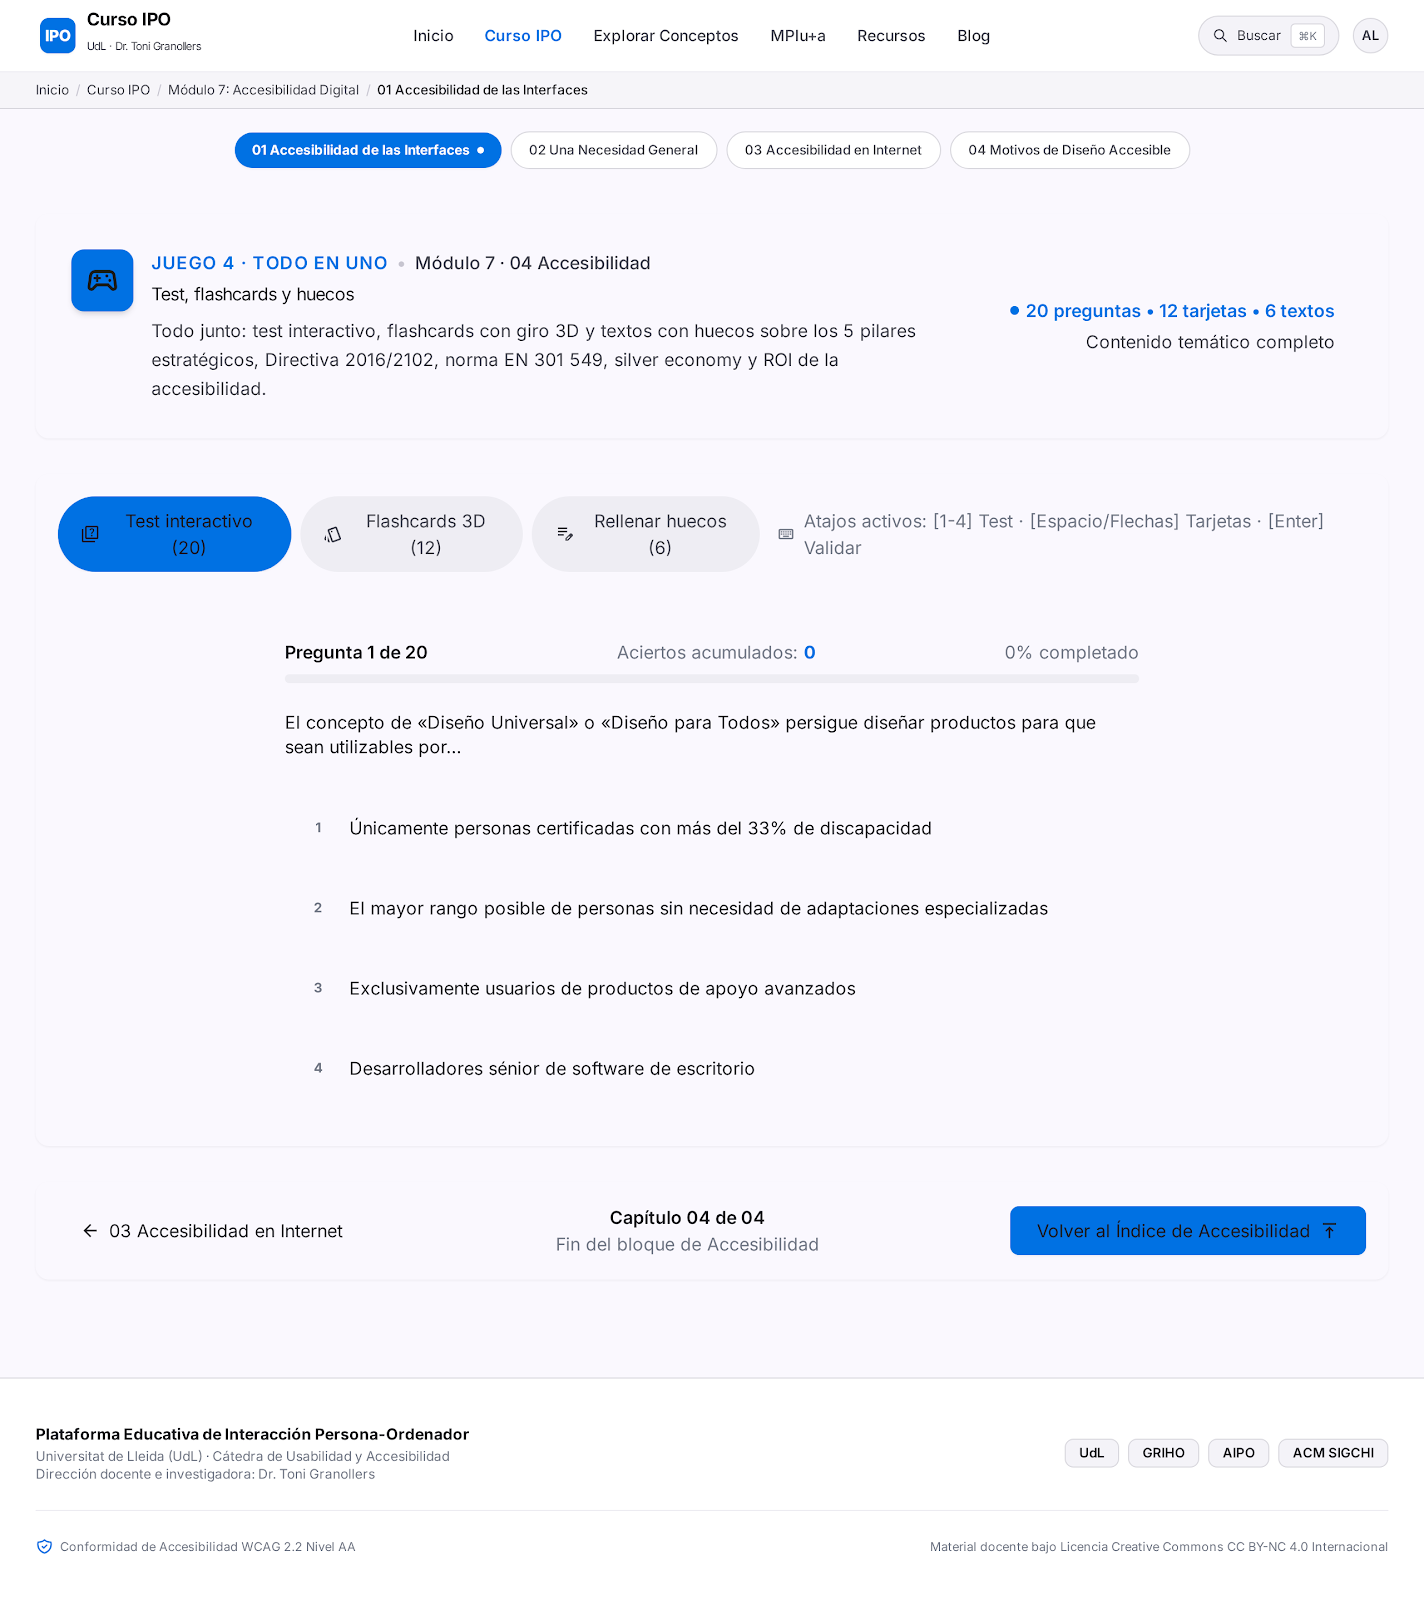 IPO
Curso IPO
UdL · Dr. Toni Granollers
Inicio
Curso IPO
Explorar Conceptos
MPIu+a
Recursos
Blog
Buscar
⌘K
AL
Inicio / Curso IPO / Módulo 7: Accesibilidad Digital / 01 Accesibilidad de las Interfaces
01 Accesibilidad de las Interfaces
02 Una Necesidad General
03 Accesibilidad en Internet
04 Motivos de Diseño Accesible
JUEGO 4 · TODO EN UNO • Módulo 7 · 04 Accesibilidad
Test, flashcards y huecos
Todo junto: test interactivo, flashcards con giro 3D y textos con huecos sobre los 5 pilares
estratégicos, Directiva 2016/2102, norma EN 301 549, silver economy y ROI de la
accesibilidad.
20 preguntas • 12 tarjetas • 6 textos
Contenido temático completo
Test interactivo
(20)
Flashcards 3D
(12)
Rellenar huecos
(6)
Atajos activos: [1-4] Test · [Espacio/Flechas] Tarjetas · [Enter]
Validar
Pregunta 1 de 20
Aciertos acumulados: 0
0% completado
El concepto de «Diseño Universal» o «Diseño para Todos» persigue diseñar productos para que
sean utilizables por...
1 Únicamente personas certificadas con más del 33% de discapacidad
2 El mayor rango posible de personas sin necesidad de adaptaciones especializadas
3 Exclusivamente usuarios de productos de apoyo avanzados
4 Desarrolladores sénior de software de escritorio
← 03 Accesibilidad en Internet
Capítulo 04 de 04
Fin del bloque de Accesibilidad
Volver al Índice de Accesibilidad
Plataforma Educativa de Interacción Persona-Ordenador
Universitat de Lleida (UdL) · Cátedra de Usabilidad y Accesibilidad
Dirección docente e investigadora: Dr. Toni Granollers
UdL
GRIHO
AIPO
ACM SIGCHI
Conformidad de Accesibilidad WCAG 2.2 Nivel AA
Material docente bajo Licencia Creative Commons CC BY-NC 4.0 Internacional